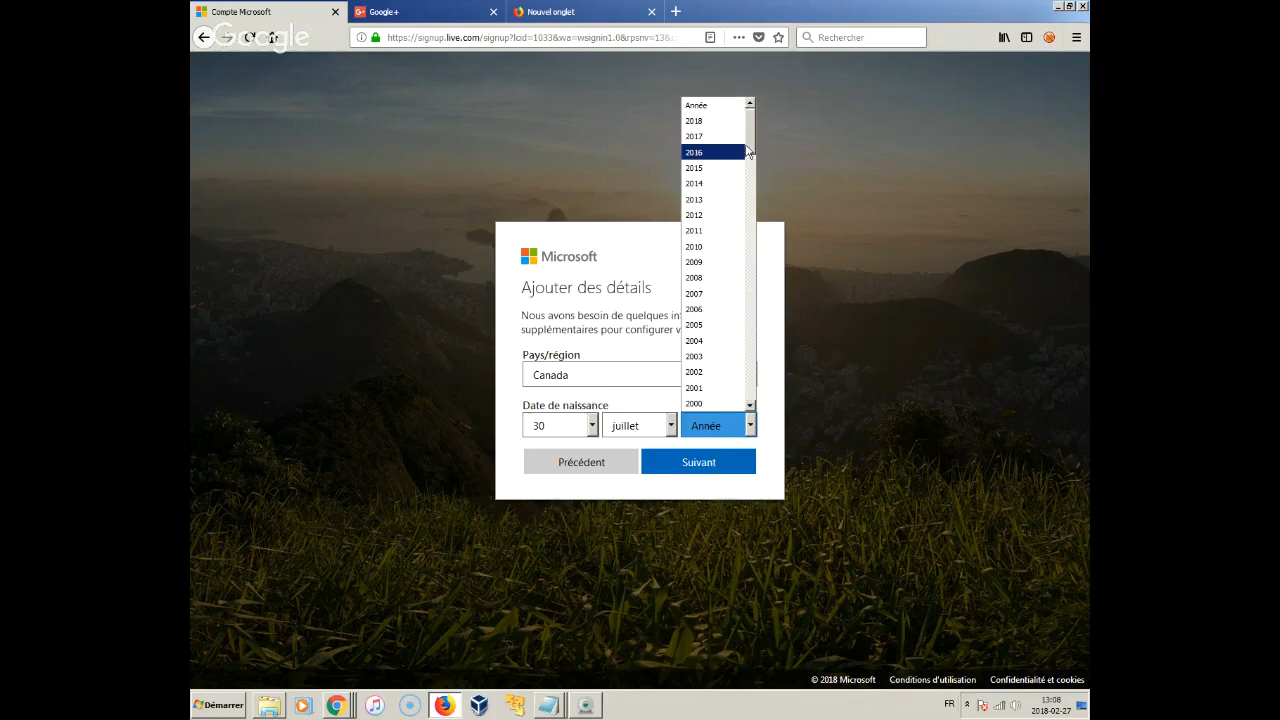 Compte Microsoft
Google+
Nouvel onglet
Google
https://signup.live.com/signup?lcid=1033&wa=wsignin1.0&rpsnv=13&
Rechercher
Année
2018
2017
2016
2015
2014
2013
2012
2011
2010
2009
2008
2007
2006
2005
2004
2003
2002
2001
2000
Microsoft
Ajouter des détails
Nous avons besoin de quelques
supplémentaires pour configurer
Pays/région
Canada
Date de naissance
30 juillet Année
Précédent Suivant
© 2018 Microsoft Conditions d'utilisation Confidentialité et cookies
Démarrer
FR
13:08
2018-02-27